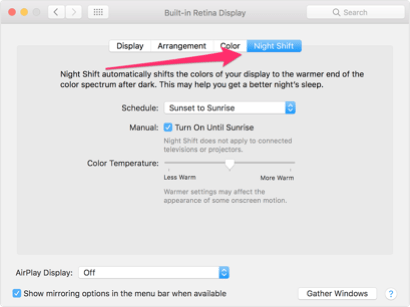 Built-in Retina Display
Search
Display Arrangement Color Night Shift
Night Shift automatically shifts the colors of your display to the warmer end of the
color spectrum after dark. This may help you get a better night's sleep.
Schedule: Sunset to Sunrise
Manual: Turn On Until Sunrise
Night Shift does not apply to connected
televisions or projectors.
Color Temperature:
Less Warm More Warm
Warmer settings may affect the
appearance of some onscreen motion.
AirPlay Display: Off
Show mirroring options in the menu bar when available
Gather Windows ?